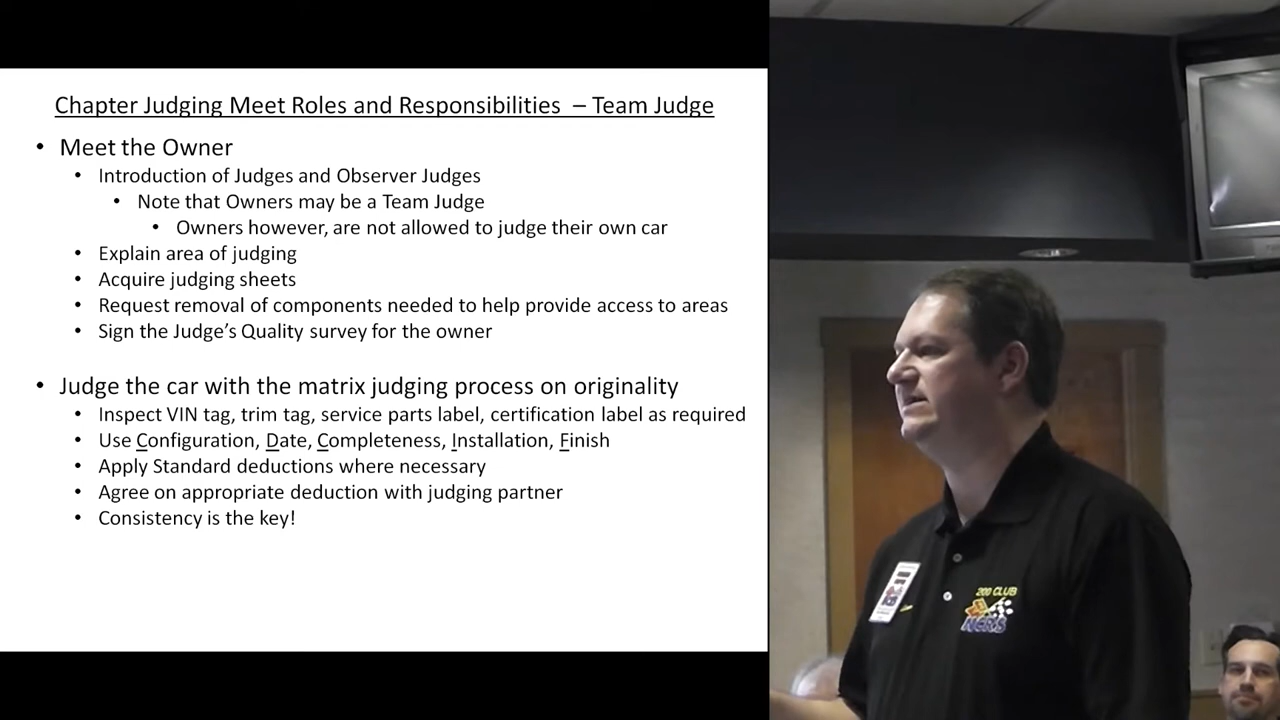 Chapter Judging Meet Roles and Responsibilities – Team Judge
• Meet the Owner
• Introduction of Judges and Observer Judges
• Note that Owners may be a Team Judge
• Owners however, are not allowed to judge their own car
• Explain area of judging
• Acquire judging sheets
• Request removal of components needed to help provide access to areas
• Sign the Judge's Quality survey for the owner
• Judge the car with the matrix judging process on originality
• Inspect VIN tag, trim tag, service parts label, certification label as required
• Use Configuration, Date, Completeness, Installation, Finish
• Apply Standard deductions where necessary
• Agree on appropriate deduction with judging partner
• Consistency is the key!
200 CLUB
NCRS